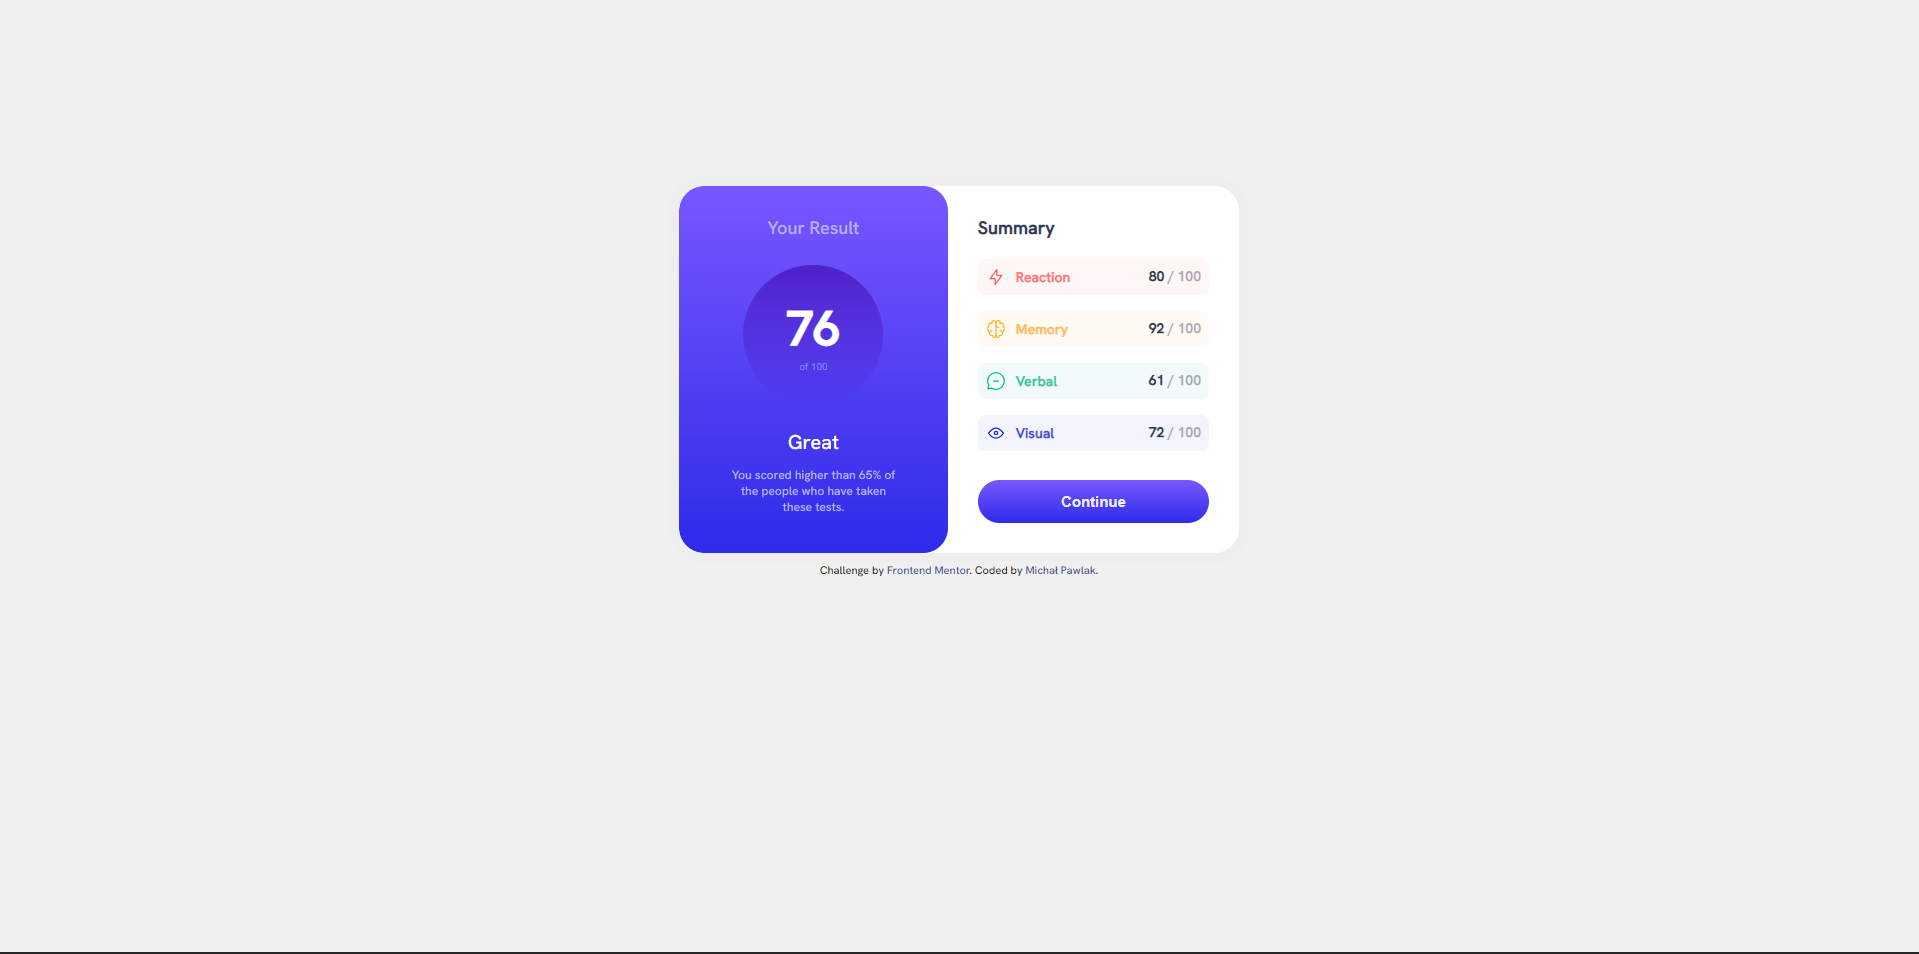 Your Result
76
of 100
Great
You scored higher than 65% of
the people who have taken
these tests.
Summary
Reaction 80 / 100
Memory 92 / 100
Verbal 61 / 100
Visual 72 / 100
Continue
Challenge by Frontend Mentor. Coded by Michał Pawlak.